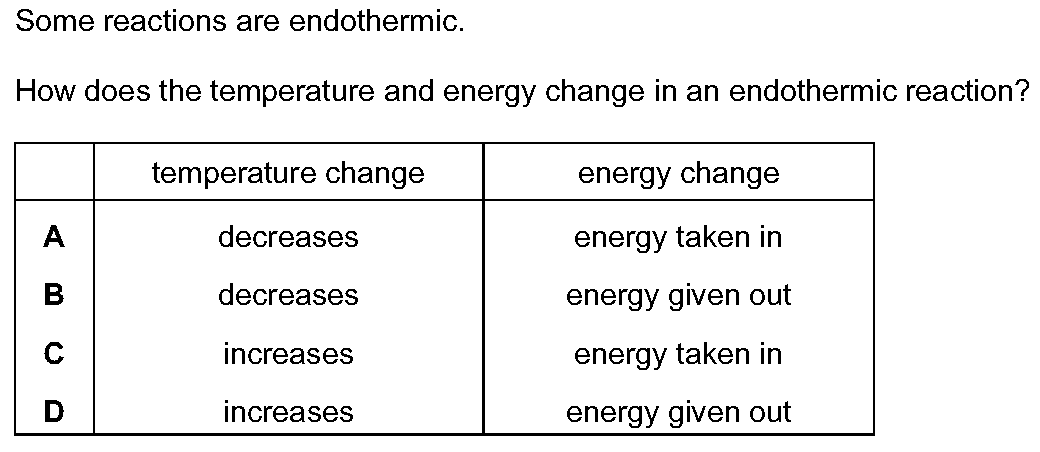 Some reactions are endothermic.
How does the temperature and energy change in an endothermic reaction?
temperature change energy change
A decreases energy taken in
B decreases energy given out
C increases energy taken in
D increases energy given out